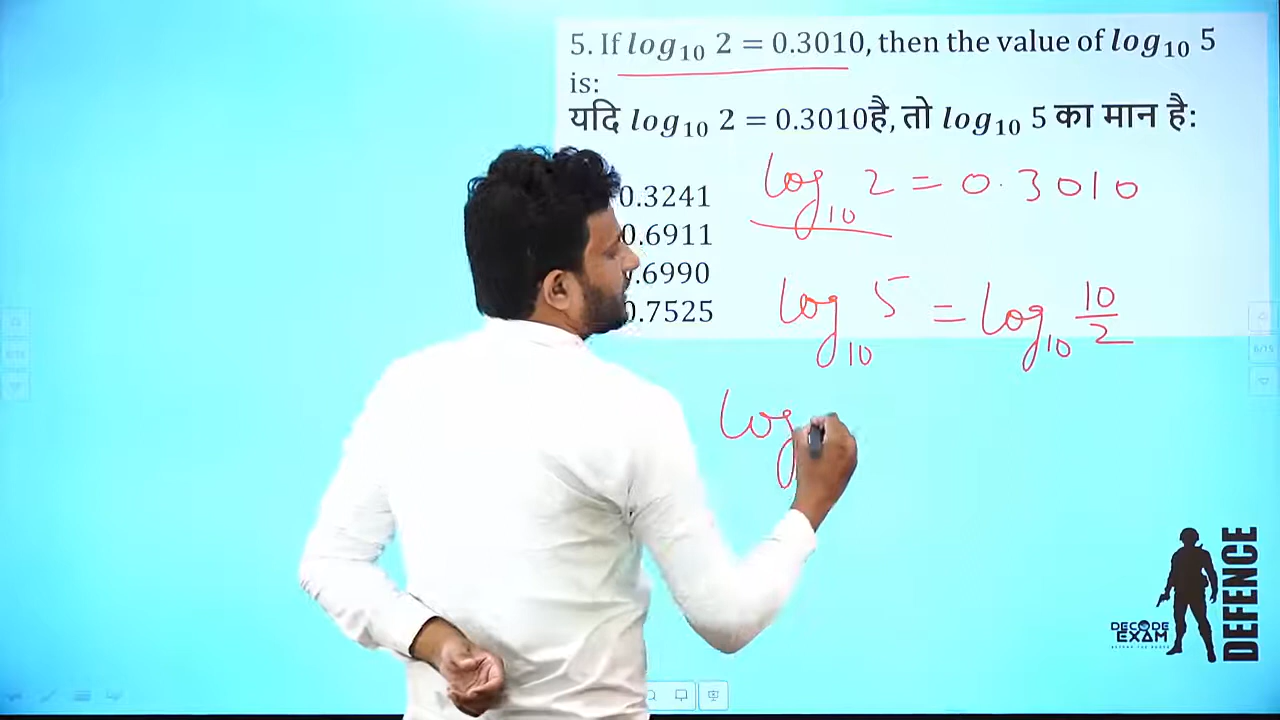 5. If log₁₀ 2 = 0.3010, then the value of log₁₀ 5
is:
यदि log₁₀ 2 = 0.3010है, तो log₁₀ 5 का मान है:
0.3241
0.6911
.6990
0.7525
log₁₀ 2 = 0.3010
log₁₀ 5 = log₁₀ 10/2
log
DECODE
EXAM
DEFENCE